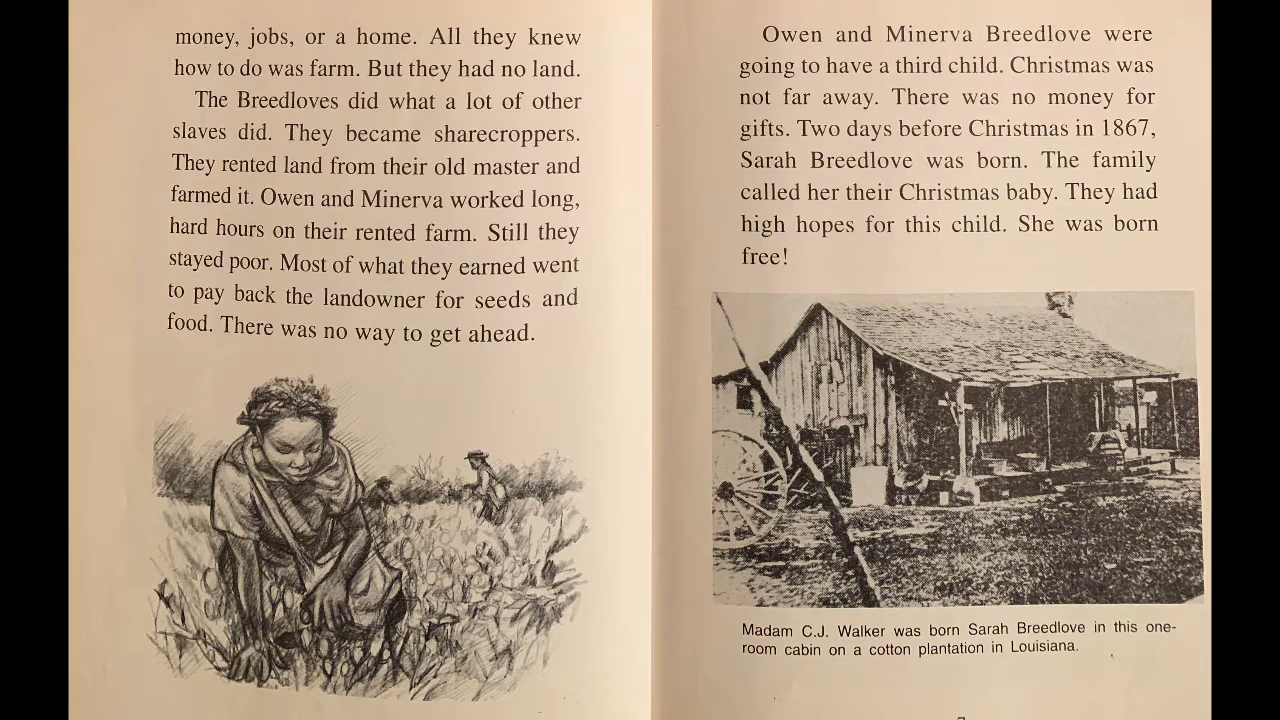 money, jobs, or a home. All they knew
how to do was farm. But they had no land.
The Breedloves did what a lot of other
slaves did. They became sharecroppers.
They rented land from their old master and
farmed it. Owen and Minerva worked long,
hard hours on their rented farm. Still they
stayed poor. Most of what they earned went
to pay back the landowner for seeds and
food. There was no way to get ahead.
Owen and Minerva Breedlove were
going to have a third child. Christmas was
not far away. There was no money for
gifts. Two days before Christmas in 1867,
Sarah Breedlove was born. The family
called her their Christmas baby. They had
high hopes for this child. She was born
free!
Madam C.J. Walker was born Sarah Breedlove in this one-
room cabin on a cotton plantation in Louisiana.